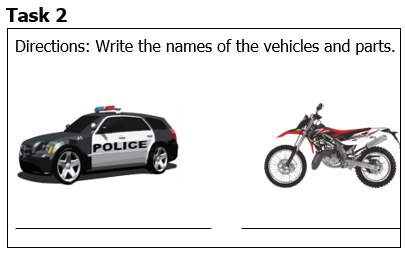 Task 2
Directions: Write the names of the vehicles and parts.
POLICE